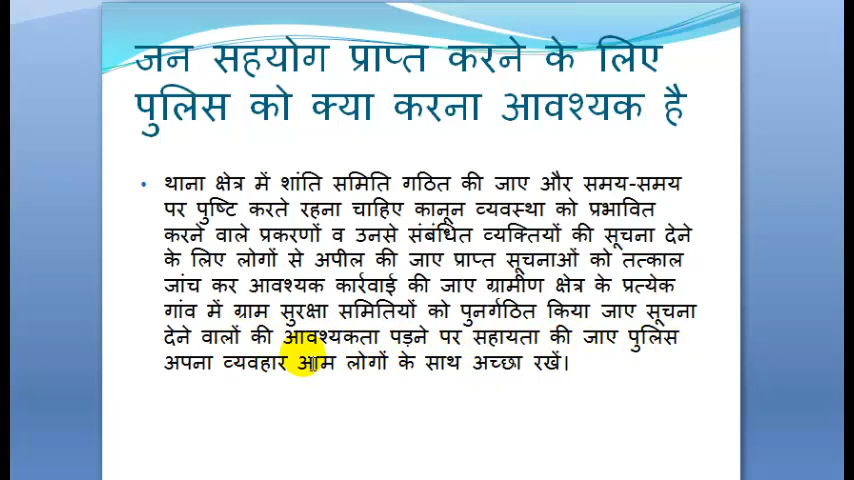 जन सहयोग प्राप्त करने के लिए
पुलिस को क्या करना आवश्यक है
• थाना क्षेत्र में शांति समिति गठित की जाए और समय-समय
पर पुष्टि करते रहना चाहिए कानून व्यवस्था को प्रभावित
करने वाले प्रकरणों व उनसे संबंधित व्यक्तियों की सूचना देने
के लिए लोगों से अपील की जाए प्राप्त सूचनाओं को तत्काल
जांच कर आवश्यक कार्रवाई की जाए ग्रामीण क्षेत्र के प्रत्येक
गांव में ग्राम सुरक्षा समितियों को पुनर्गठित किया जाए सूचना
देने वालों की आवश्यकता पड़ने पर सहायता की जाए पुलिस
अपना व्यवहार आम लोगों के साथ अच्छा रखें।